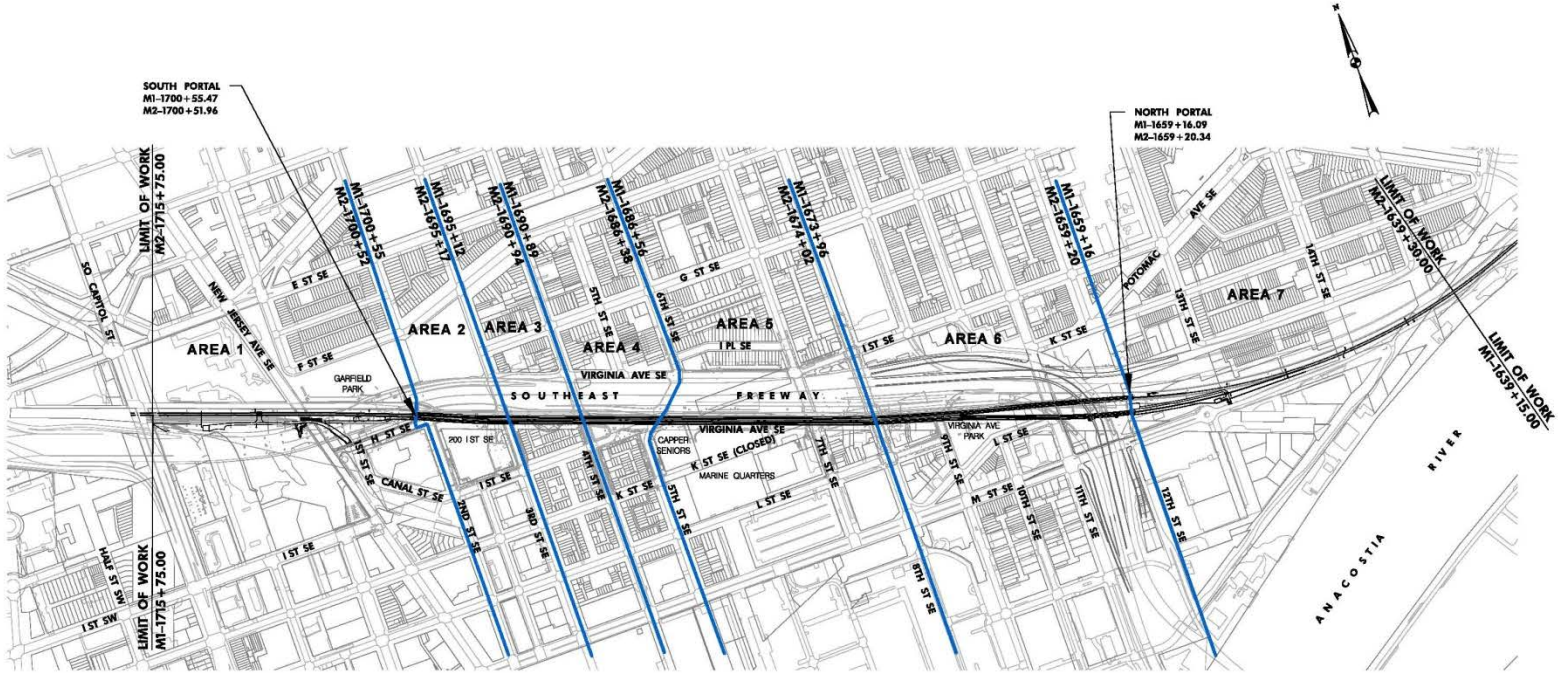 N
SOUTH PORTAL
M1-1700+55.47
M2-1700+51.96
NORTH PORTAL
M1-1659+16.09
M2-1659+20.34
LIMIT OF WORK
M2-1715+75.00
M1-1700+55
M2-1700+52
M1-1695+12
M2-1695+17
M1-1690+89
M2-1690+94
M1-1686+56
M2-1686+38
M1-1673+96
M2-1674+02
M1-1659+16
M2-1659+20
LIMIT OF WORK
M2-1639+30.00
LIMIT OF WORK
M1-1639+15.00
SO CAPITOL ST
NEW JERSEY AVE SE
E ST SE
F ST SE
G ST SE
5TH ST SE
6TH ST SE
I PL SE
I ST SE
K ST SE
POTOMAC AVE SE
13TH ST SE
14TH ST SE
AREA 1
AREA 2
AREA 3
AREA 4
AREA 5
AREA 6
AREA 7
GARFIELD
PARK
VIRGINIA AVE SE
SOUTHEAST FREEWAY
VIRGINIA AVE SE
H ST SE
200 I ST SE
1ST ST SE
CANAL ST SE
I ST SE
2ND ST SE
3RD ST SE
4TH ST SE
K ST SE
CAPPER
SENIORS
5TH ST SE
K ST SE (CLOSED)
MARINE QUARTERS
L ST SE
7TH ST SE
8TH ST SE
9TH ST SE
VIRGINIA AVE
PARK
L ST SE
M ST SE
10TH ST SE
11TH ST SE
12TH ST SE
ANACOSTIA RIVER
HALF ST SW
I ST SW
I ST SE
LIMIT OF WORK
M1-1715+75.00